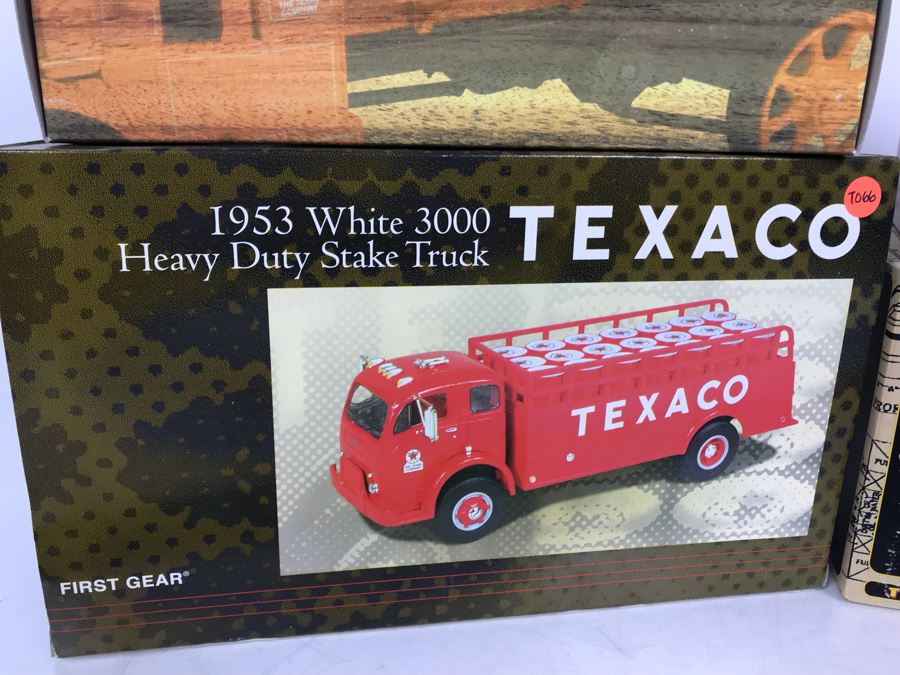 1953 White 3000
Heavy Duty Stake Truck
TEXACO
T066
TEXACO
FIRST GEAR®